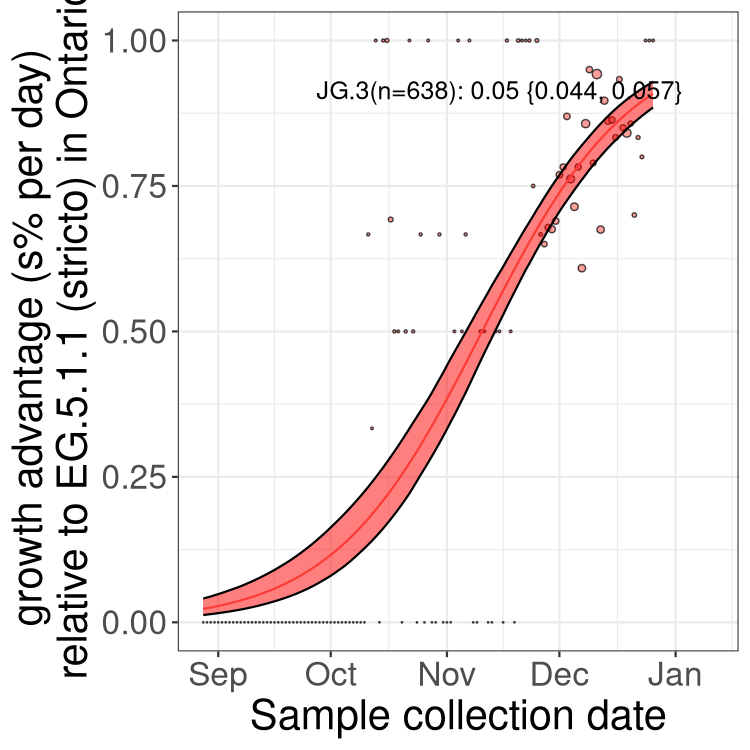 growth advantage (s% per day)
relative to EG.5.1.1 (stricto) in Ontario
1.00
0.75
0.50
0.25
0.00
JG.3(n=638): 0.05 {0.044, 0.057}
Sep Oct Nov Dec Jan
Sample collection date